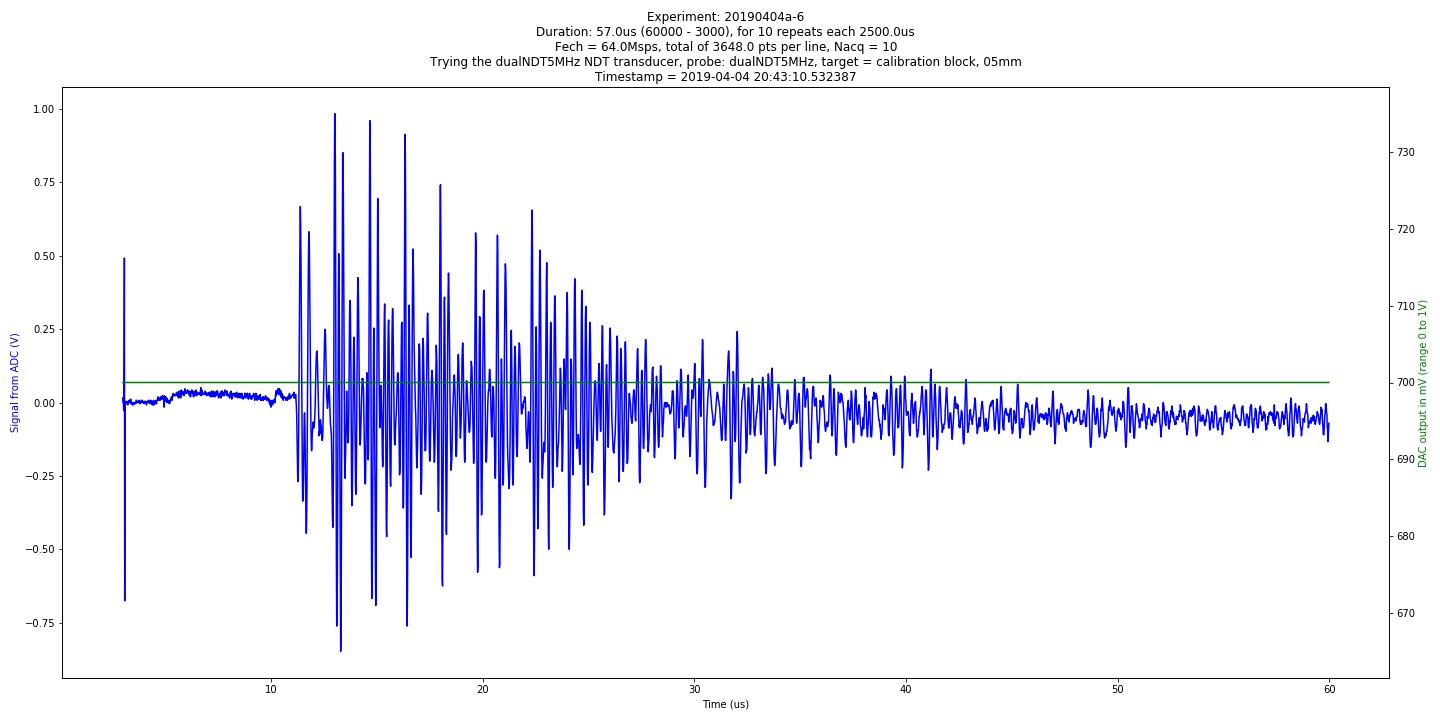 Experiment: 20190404a-6
Duration: 57.0us (60000 - 3000), for 10 repeats each 2500.0us
Fech = 64.0Msps, total of 3648.0 pts per line, Nacq = 10
Trying the dualNDT5MHz NDT transducer, probe: dualNDT5MHz, target = calibration block, 05mm
Timestamp = 2019-04-04 20:43:10.532387
Signal from ADC (V)
1.00
0.75
0.50
0.25
0.00
−0.25
−0.50
−0.75
10
20
30
40
50
60
Time (us)
730
720
710
700
690
680
670
DAC output in mV (range 0 to 1V)